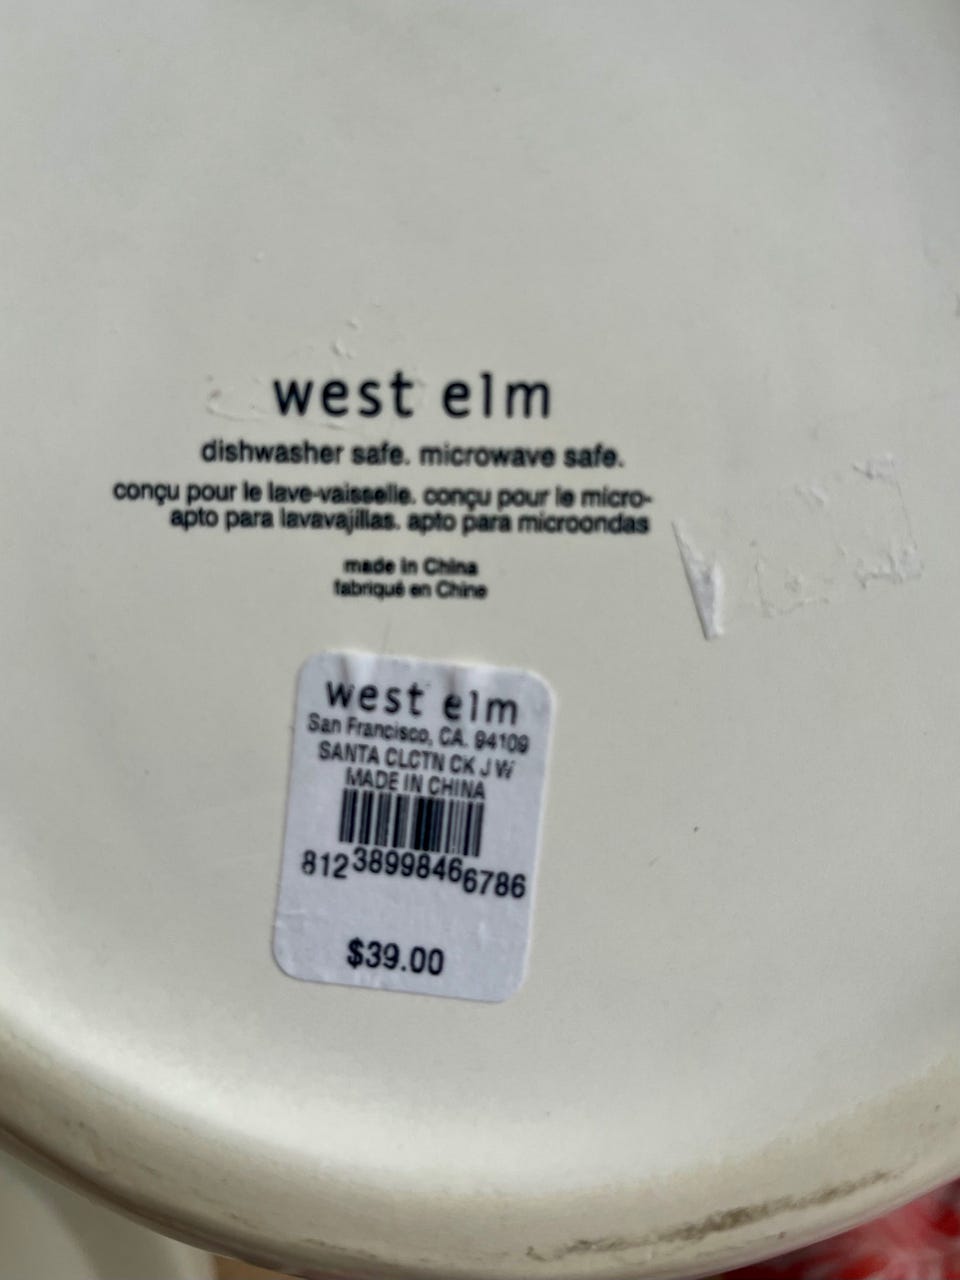 west elm
dishwasher safe. microwave safe.
conçu pour le lave-vaisselle. conçu pour le micro-
apto para lavavajillas. apto para microondas
made in China
fabriqué en Chine
west elm
San Francisco, CA. 94109
SANTA CLCTN CK J W
MADE IN CHINA
812 3899846 6786
$39.00